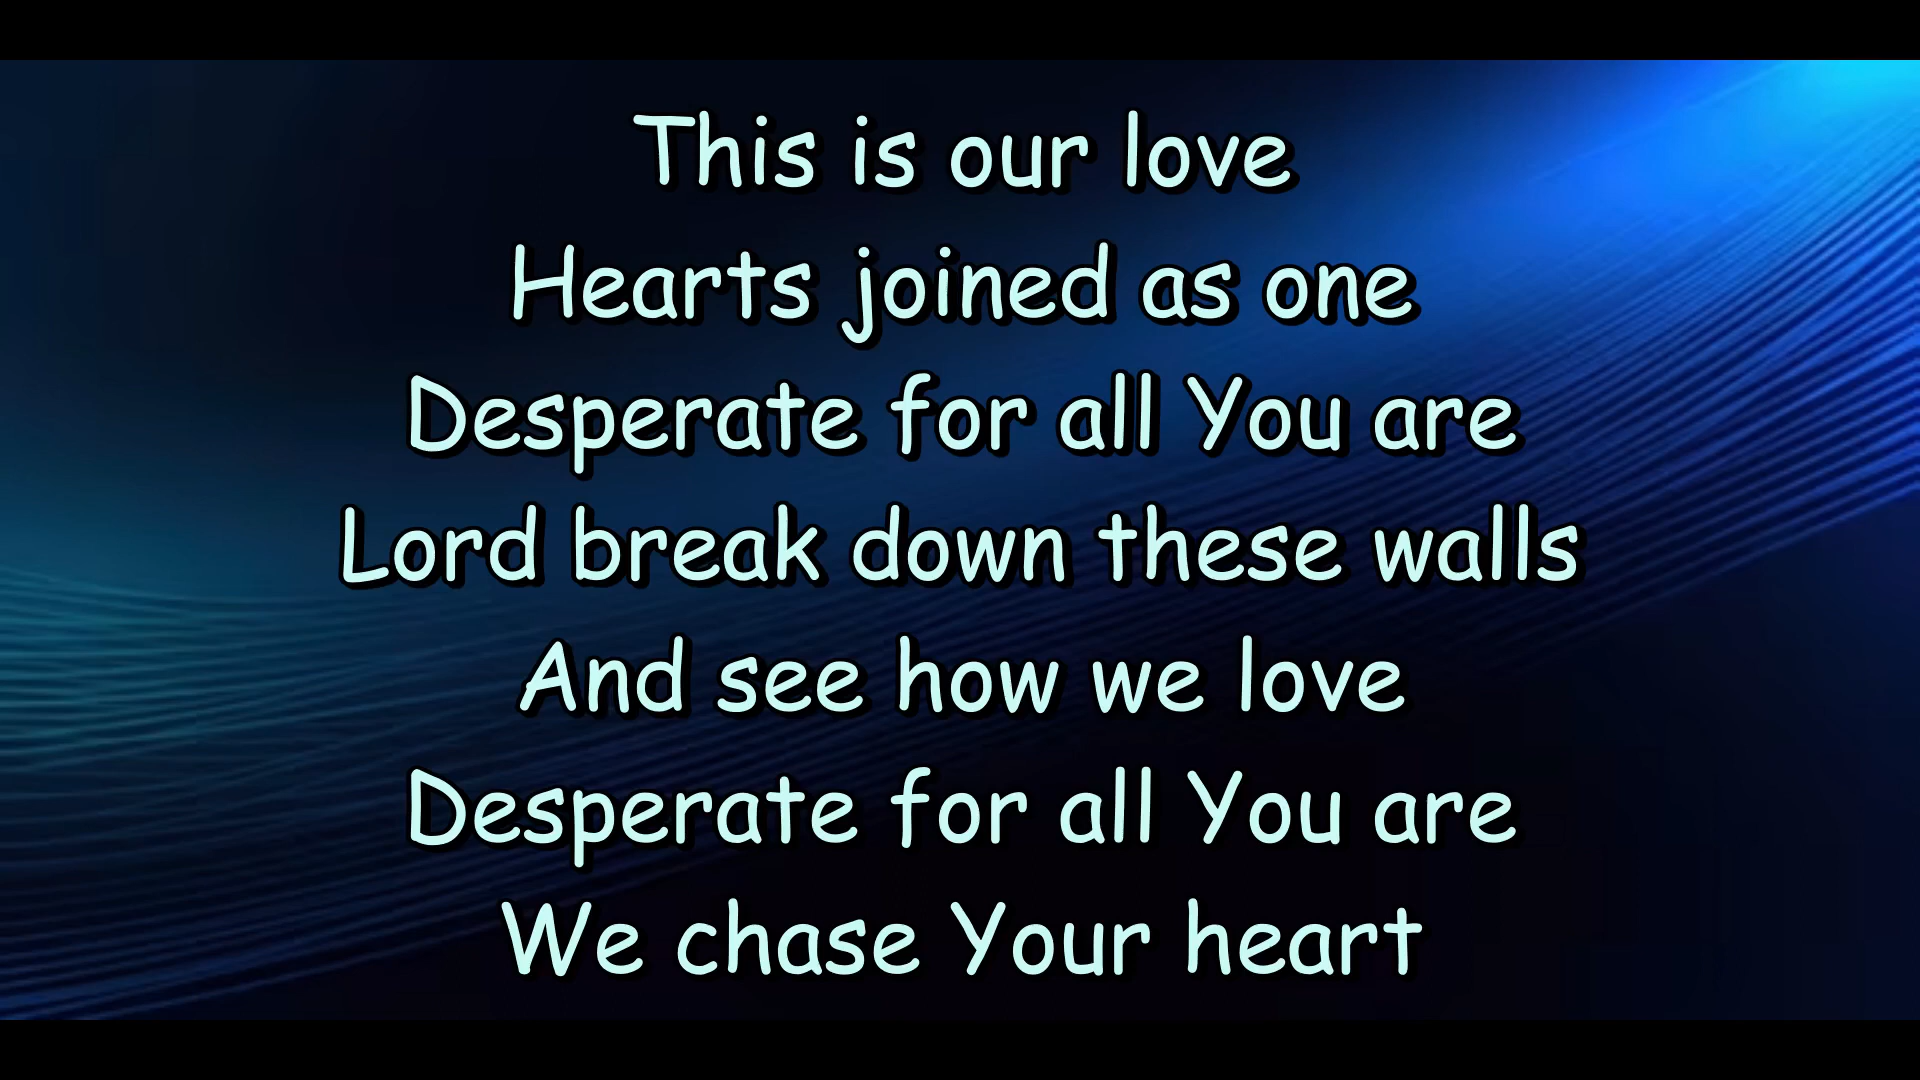 This is our love
Hearts joined as one
Desperate for all You are
Lord break down these walls
And see how we love
Desperate for all You are
We chase Your heart